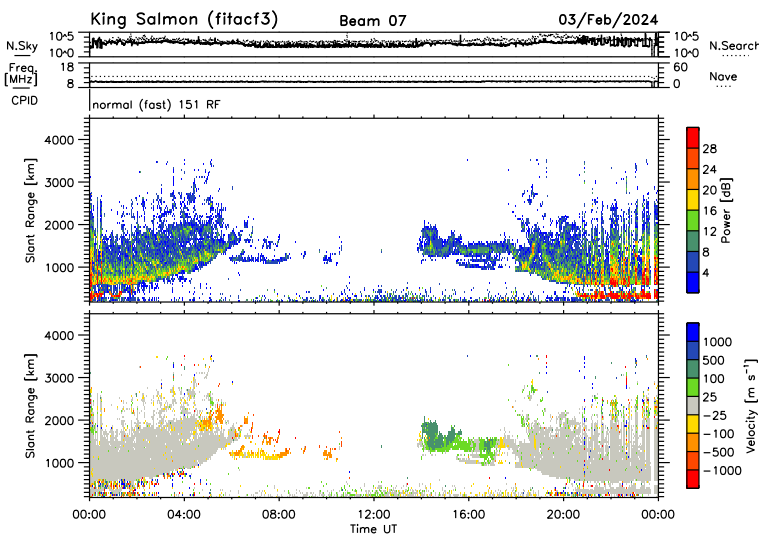 King Salmon (fitacf3) Beam 07 03/Feb/2024
N.Sky 10^5 10^0 10^5 10^0 N.Search
Freq. [MHz] 18 8 60 0 Nave
CPID normal (fast) 151 RF
Slant Range [km]
4000
3000
2000
1000
28
24
20
16
12
8
4
Power [dB]
Slant Range [km]
4000
3000
2000
1000
1000
500
100
25
−25
−100
−500
−1000
Velocity [m s⁻¹]
00:00 04:00 08:00 12:00 16:00 20:00 00:00
Time UT